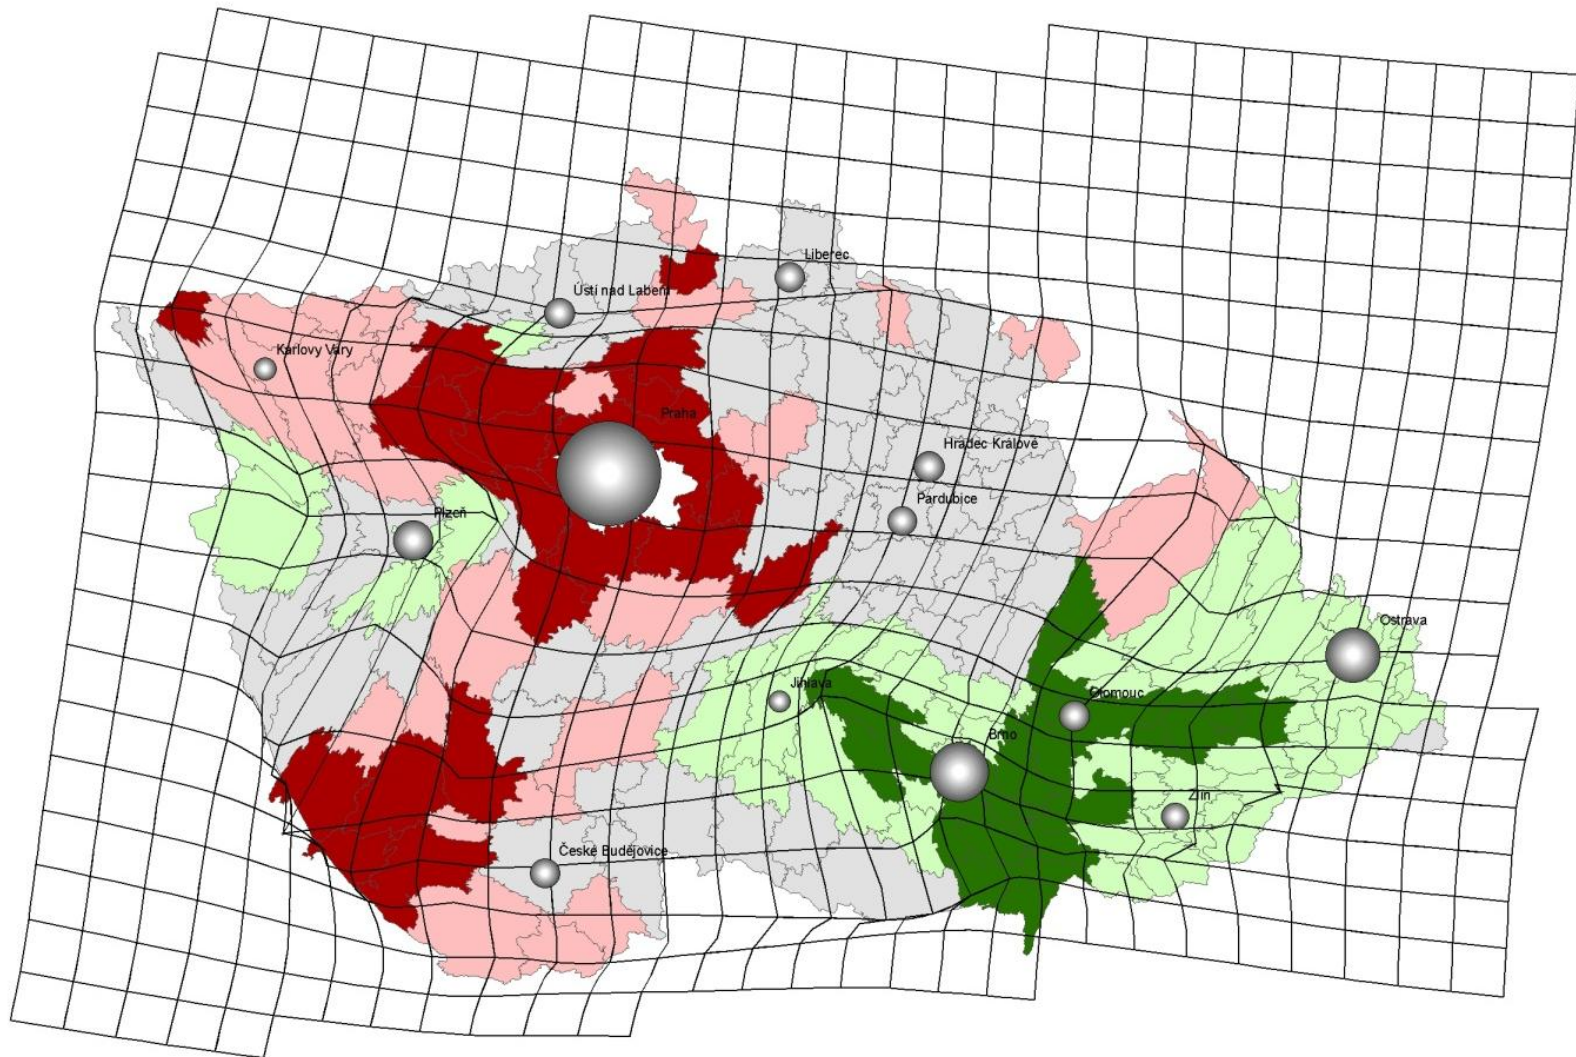 Liberec
Ústí nad Labem
Karlovy Vary
Praha
Hradec Králové
Pardubice
Plzeň
Ostrava
Jihlava
Olomouc
Brno
Zlín
České Budějovice